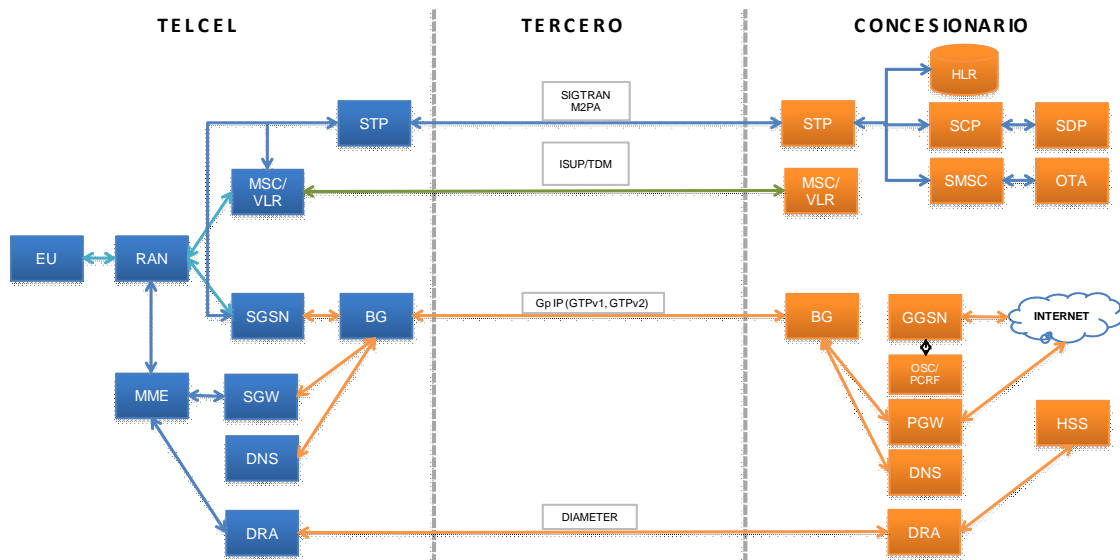 TELCEL
TERCERO
CONCESIONARIO
HLR
SIGTRAN
M2PA
STP
STP
SCP
SDP
ISUP/TDM
MSC/
VLR
MSC/
VLR
SMSC
OTA
EU
RAN
Gp IP (GTPv1, GTPv2)
SGSN
BG
BG
GGSN
INTERNET
OSC/
PCRF
MME
SGW
PGW
HSS
DNS
DNS
DIAMETER
DRA
DRA